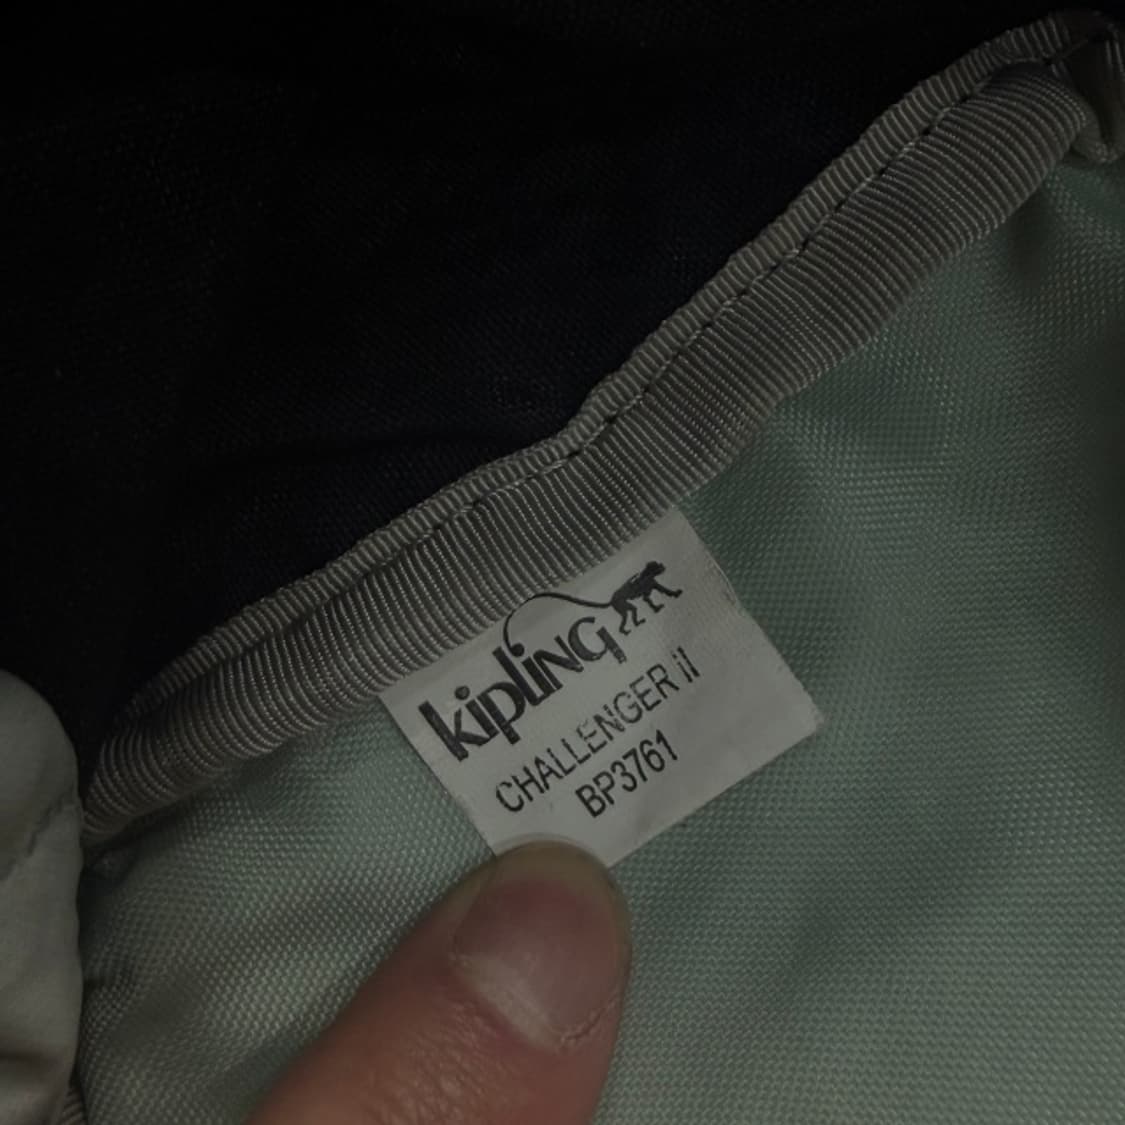 kipling
CHALLENGER II
BP3761